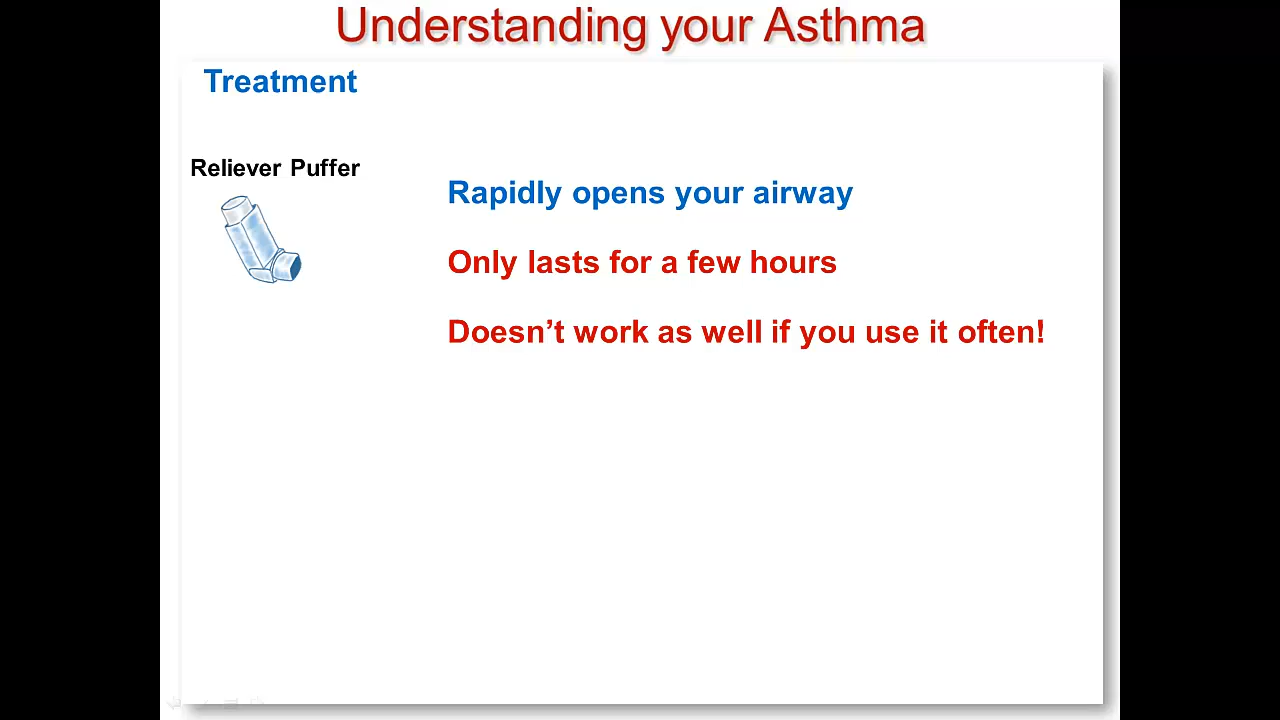 Understanding your Asthma
Treatment
Reliever Puffer
Rapidly opens your airway
Only lasts for a few hours
Doesn’t work as well if you use it often!